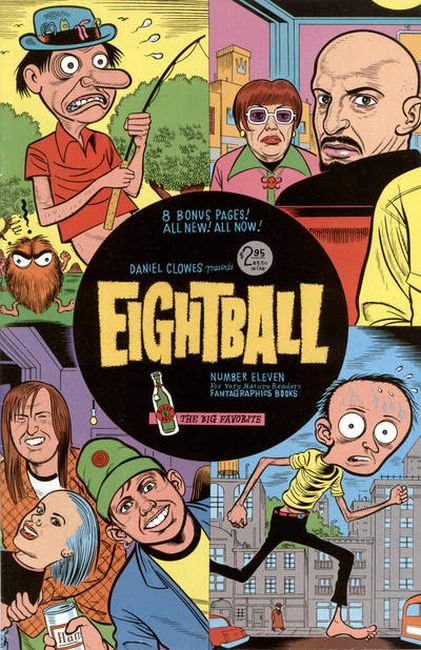 8 BONUS PAGES!
ALL NEW! ALL NOW!
$2.95
DANIEL CLOWES presents
EIGHTBALL
NUMBER ELEVEN
For Very Mature Readers
FANTAGRAPHICS BOOKS
THE BIG FAVORITE
Ham